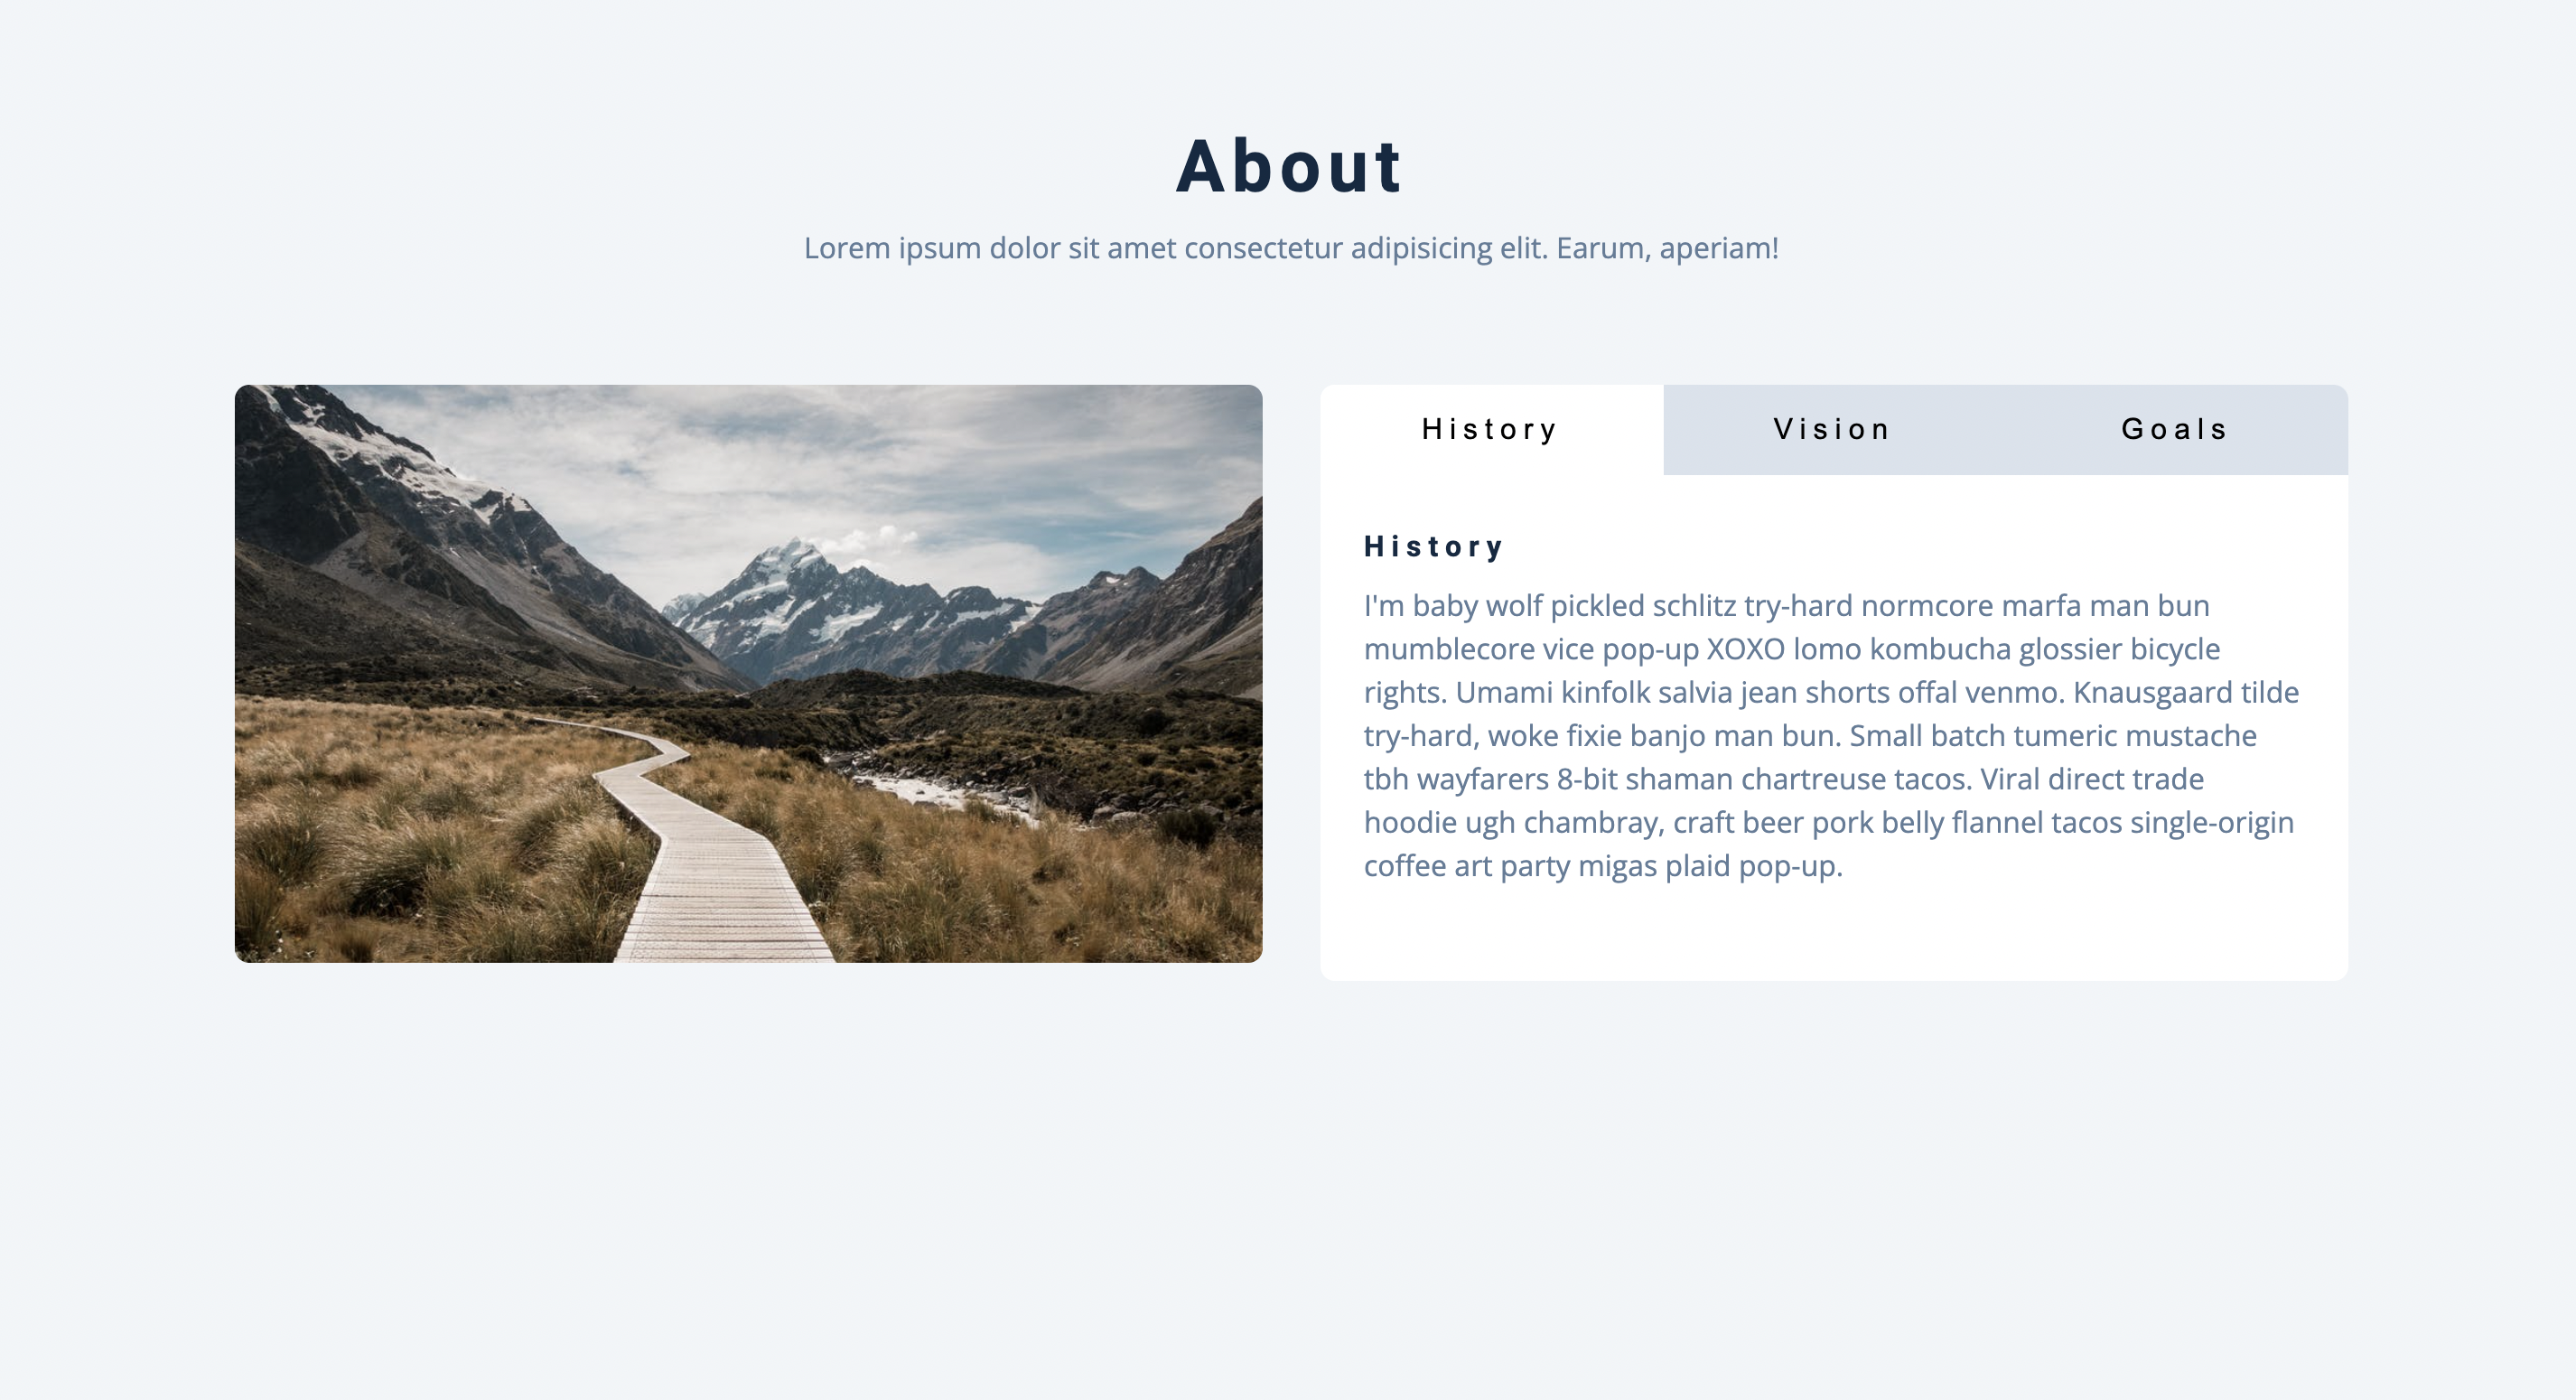 About
Lorem ipsum dolor sit amet consectetur adipisicing elit. Earum, aperiam!
History
Vision
Goals
History
I'm baby wolf pickled schlitz try-hard normcore marfa man bun
mumblecore vice pop-up XOXO lomo kombucha glossier bicycle
rights. Umami kinfolk salvia jean shorts offal venmo. Knausgaard tilde
try-hard, woke fixie banjo man bun. Small batch tumeric mustache
tbh wayfarers 8-bit shaman chartreuse tacos. Viral direct trade
hoodie ugh chambray, craft beer pork belly flannel tacos single-origin
coffee art party migas plaid pop-up.